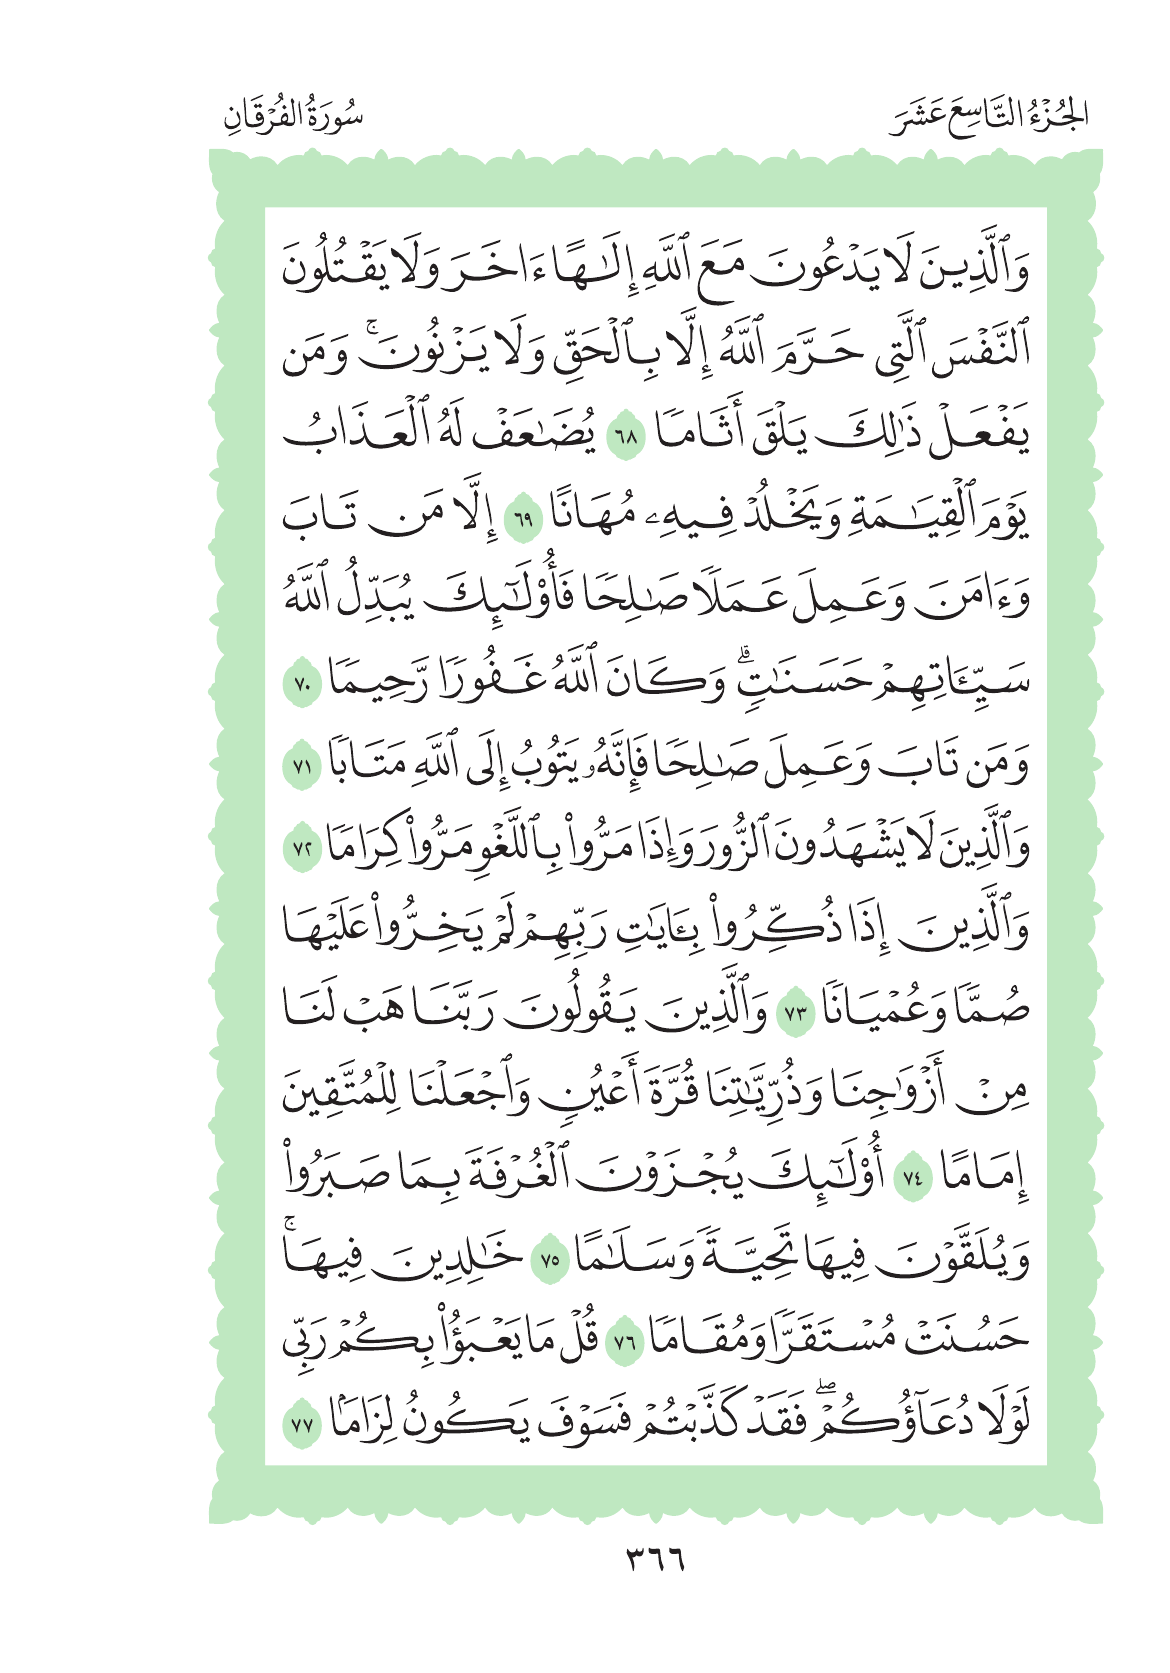 الجُزْءُ التَّاسِعَ عَشَرَ
سُورَةُ الفُرْقَانِ
وَٱلَّذِينَ لَا يَدْعُونَ مَعَ ٱللَّهِ إِلَٰهًا ءَاخَرَ وَلَا يَقْتُلُونَ
ٱلنَّفْسَ ٱلَّتِى حَرَّمَ ٱللَّهُ إِلَّا بِٱلْحَقِّ وَلَا يَزْنُونَۚ وَمَن
يَفْعَلْ ذَٰلِكَ يَلْقَ أَثَامًا ٦٨ يُضَٰعَفْ لَهُ ٱلْعَذَابُ
يَوْمَ ٱلْقِيَٰمَةِ وَيَخْلُدْ فِيهِۦ مُهَانًا ٦٩ إِلَّا مَن تَابَ
وَءَامَنَ وَعَمِلَ عَمَلًا صَٰلِحًا فَأُوْلَٰٓئِكَ يُبَدِّلُ ٱللَّهُ
سَيِّـَٔاتِهِمْ حَسَنَٰتٍۗ وَكَانَ ٱللَّهُ غَفُورًا رَّحِيمًا ٧٠
وَمَن تَابَ وَعَمِلَ صَٰلِحًا فَإِنَّهُۥ يَتُوبُ إِلَى ٱللَّهِ مَتَابًا ٧١
وَٱلَّذِينَ لَا يَشْهَدُونَ ٱلزُّورَ وَإِذَا مَرُّواْ بِٱللَّغْوِ مَرُّواْ كِرَامًا ٧٢
وَٱلَّذِينَ إِذَا ذُكِّرُواْ بِـَٔايَٰتِ رَبِّهِمْ لَمْ يَخِرُّواْ عَلَيْهَا
صُمًّا وَعُمْيَانًا ٧٣ وَٱلَّذِينَ يَقُولُونَ رَبَّنَا هَبْ لَنَا
مِنْ أَزْوَٰجِنَا وَذُرِّيَّٰتِنَا قُرَّةَ أَعْيُنٍ وَٱجْعَلْنَا لِلْمُتَّقِينَ
إِمَامًا ٧٤ أُوْلَٰٓئِكَ يُجْزَوْنَ ٱلْغُرْفَةَ بِمَا صَبَرُواْ
وَيُلَقَّوْنَ فِيهَا تَحِيَّةً وَسَلَٰمًا ٧٥ خَٰلِدِينَ فِيهَاۚ
حَسُنَتْ مُسْتَقَرًّا وَمُقَامًا ٧٦ قُلْ مَا يَعْبَؤُاْ بِكُمْ رَبِّى
لَوْلَا دُعَآؤُكُمْۖ فَقَدْ كَذَّبْتُمْ فَسَوْفَ يَكُونُ لِزَامًۢا ٧٧
٣٦٦